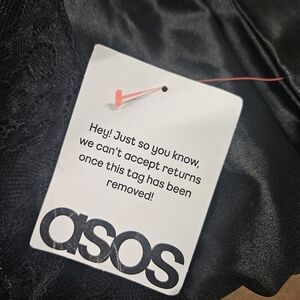 Hey! Just so you know,
we can't accept returns
once this tag has been
removed!
asos